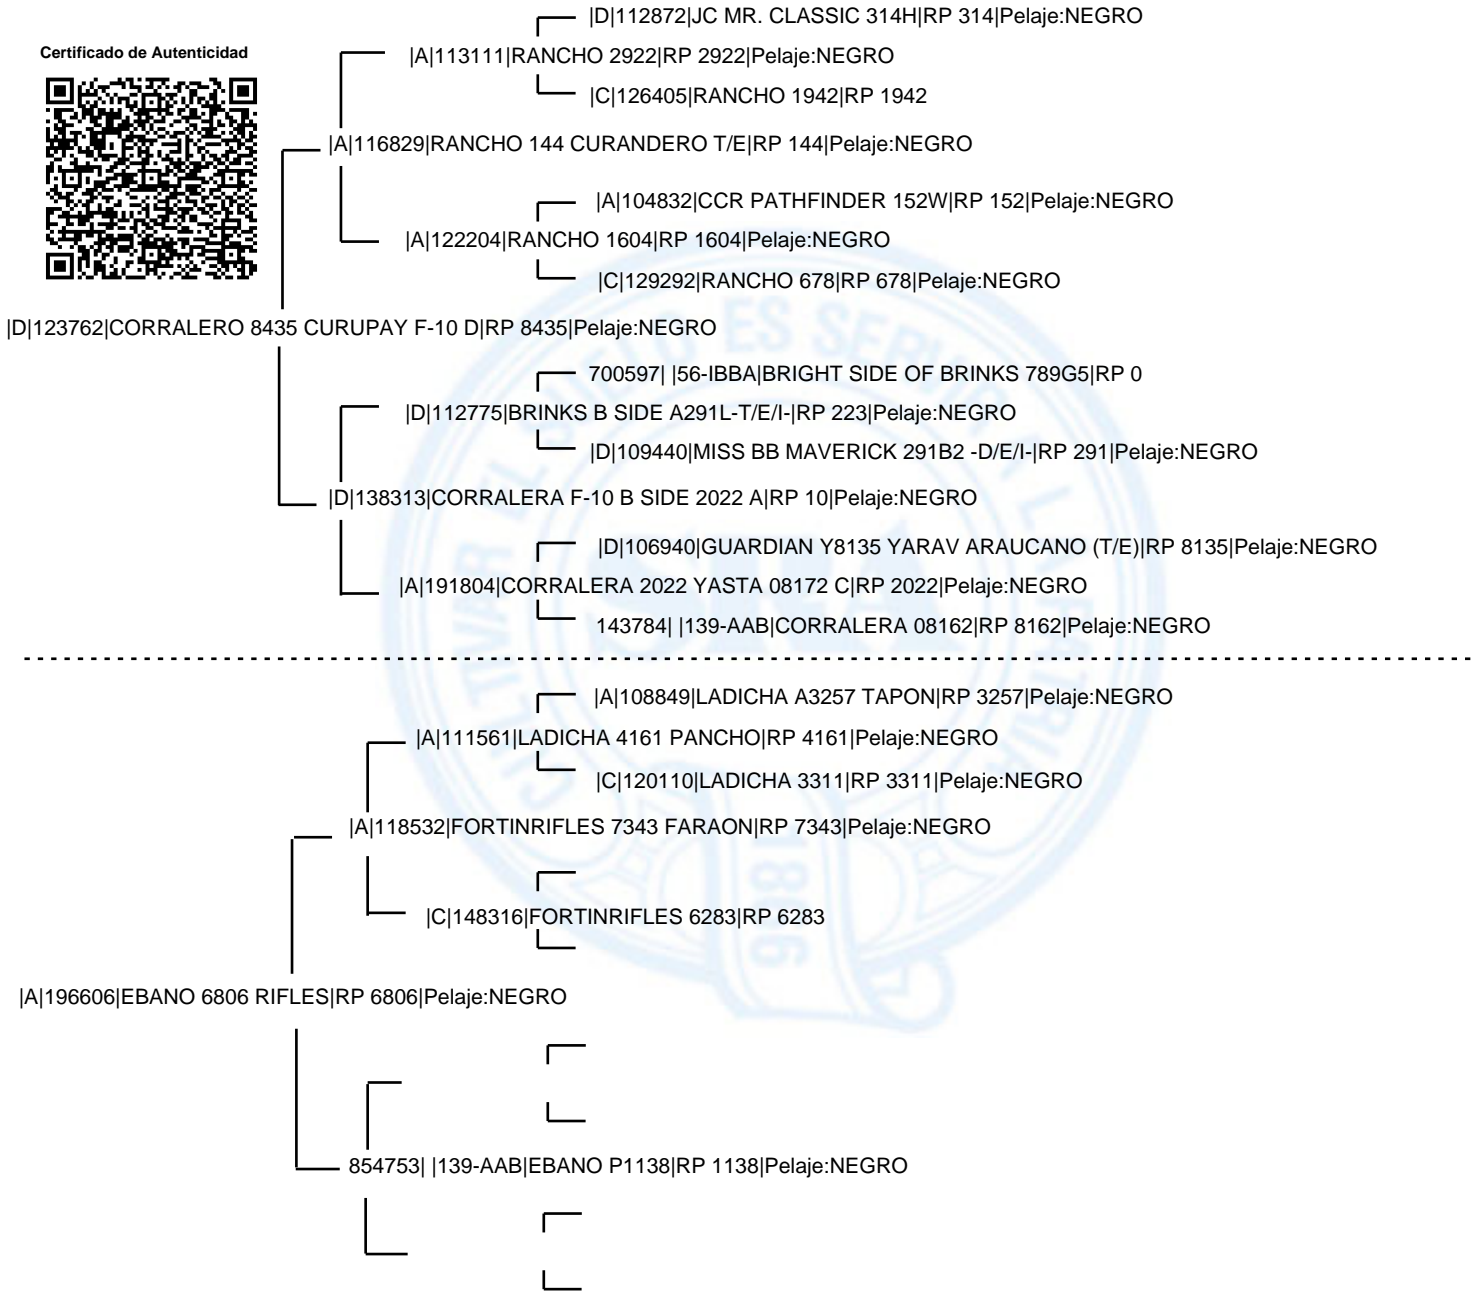 |D|112872|JC MR. CLASSIC 314H|RP 314|Pelaje:NEGRO
Certificado de Autenticidad
|A|113111|RANCHO 2922|RP 2922|Pelaje:NEGRO
|C|126405|RANCHO 1942|RP 1942
|A|116829|RANCHO 144 CURANDERO T/E|RP 144|Pelaje:NEGRO
|A|104832|CCR PATHFINDER 152W|RP 152|Pelaje:NEGRO
|A|122204|RANCHO 1604|RP 1604|Pelaje:NEGRO
|C|129292|RANCHO 678|RP 678|Pelaje:NEGRO
|D|123762|CORRALERO 8435 CURUPAY F-10 D|RP 8435|Pelaje:NEGRO
700597| |56-IBBA|BRIGHT SIDE OF BRINKS 789G5|RP 0
|D|112775|BRINKS B SIDE A291L-T/E/I-|RP 223|Pelaje:NEGRO
|D|109440|MISS BB MAVERICK 291B2 -D/E/I-|RP 291|Pelaje:NEGRO
|D|138313|CORRALERA F-10 B SIDE 2022 A|RP 10|Pelaje:NEGRO
|D|106940|GUARDIAN Y8135 YARAV ARAUCANO (T/E)|RP 8135|Pelaje:NEGRO
|A|191804|CORRALERA 2022 YASTA 08172 C|RP 2022|Pelaje:NEGRO
143784| |139-AAB|CORRALERA 08162|RP 8162|Pelaje:NEGRO
|A|108849|LADICHA A3257 TAPON|RP 3257|Pelaje:NEGRO
|A|111561|LADICHA 4161 PANCHO|RP 4161|Pelaje:NEGRO
|C|120110|LADICHA 3311|RP 3311|Pelaje:NEGRO
|A|118532|FORTINRIFLES 7343 FARAON|RP 7343|Pelaje:NEGRO
|C|148316|FORTINRIFLES 6283|RP 6283
|A|196606|EBANO 6806 RIFLES|RP 6806|Pelaje:NEGRO
854753| |139-AAB|EBANO P1138|RP 1138|Pelaje:NEGRO
CULTIVAR EL SUELO ES SERVIR A LA PATRIA
SRA
1866